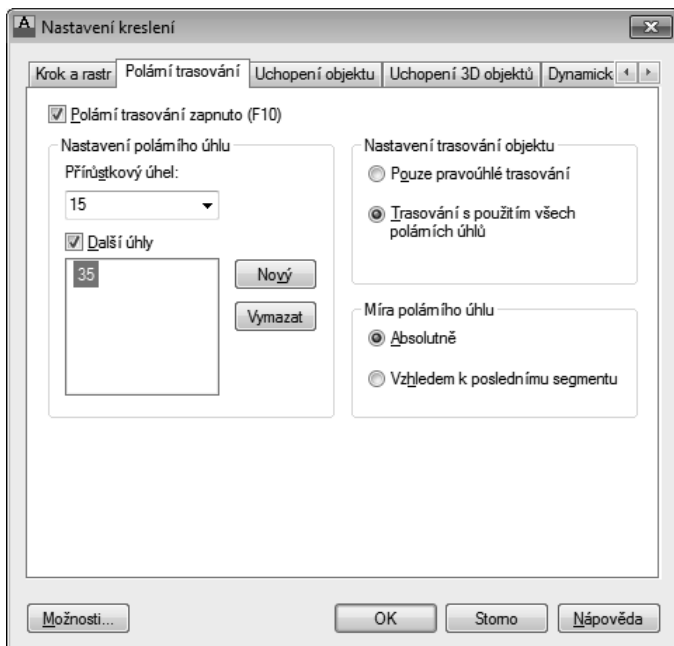 A Nastavení kreslení
Krok a rastr Polární trasování Uchopení objektu Uchopení 3D objektů Dynamick
Polární trasování zapnuto (F10)
Nastavení polárního úhlu
Přírůstkový úhel:
15
Další úhly
35
Nový
Vymazat
Nastavení trasování objektu
Pouze pravoúhlé trasování
Trasování s použitím všech
polárních úhlů
Míra polárního úhlu
Absolutně
Vzhledem k poslednímu segmentu
Možnosti... OK Storno Nápověda